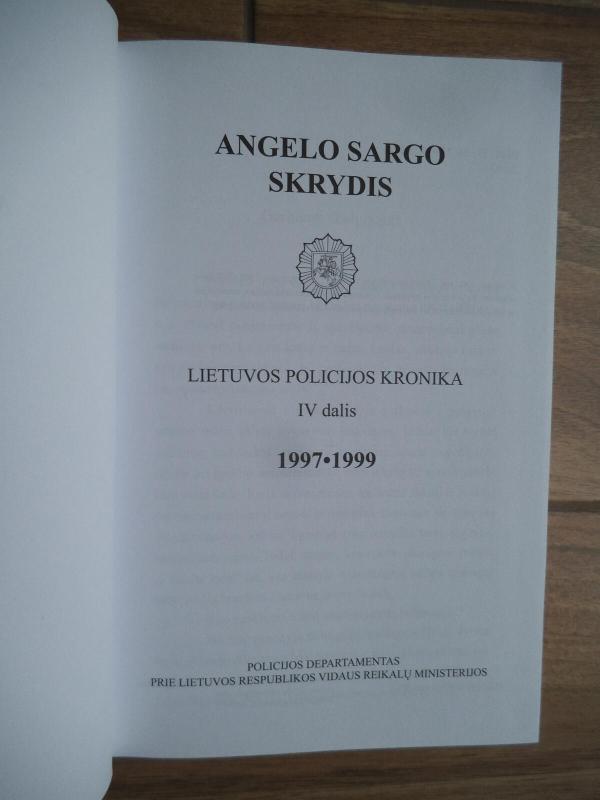 ANGELO SARGO
SKRYDIS
LIETUVOS POLICIJOS KRONIKA
IV dalis
1997•1999
POLICIJOS DEPARTAMENTAS
PRIE LIETUVOS RESPUBLIKOS VIDAUS REIKALŲ MINISTERIJOS